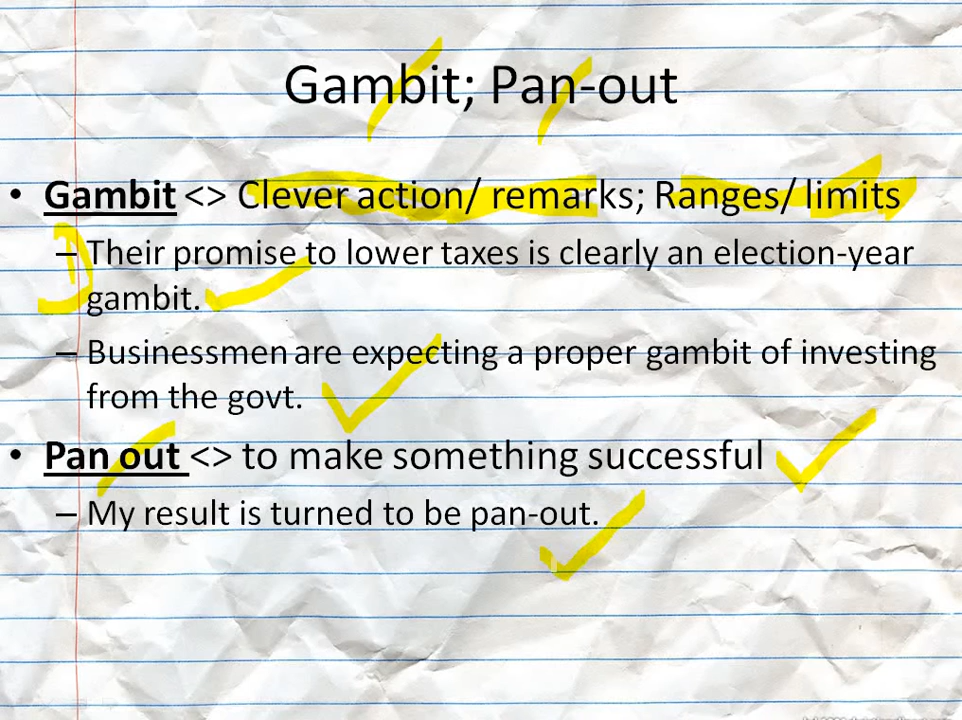 Gambit; Pan-out
• Gambit <> Clever action/ remarks; Ranges/ limits
– Their promise to lower taxes is clearly an election-year
gambit.
– Businessmen are expecting a proper gambit of investing
from the govt.
• Pan out <> to make something successful
– My result is turned to be pan-out.